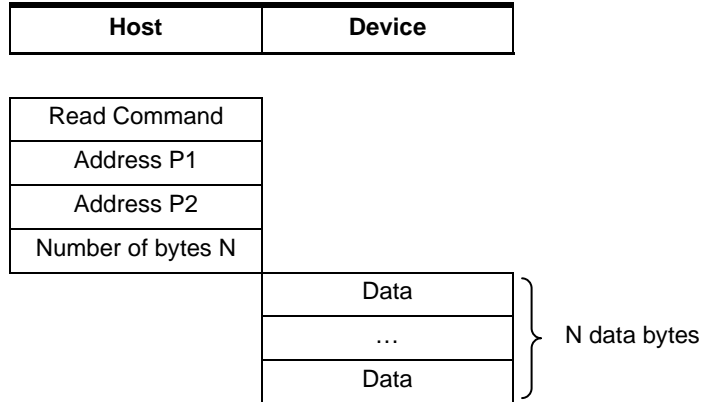 Host Device
Read Command
Address P1
Address P2
Number of bytes N
Data
… N data bytes
Data